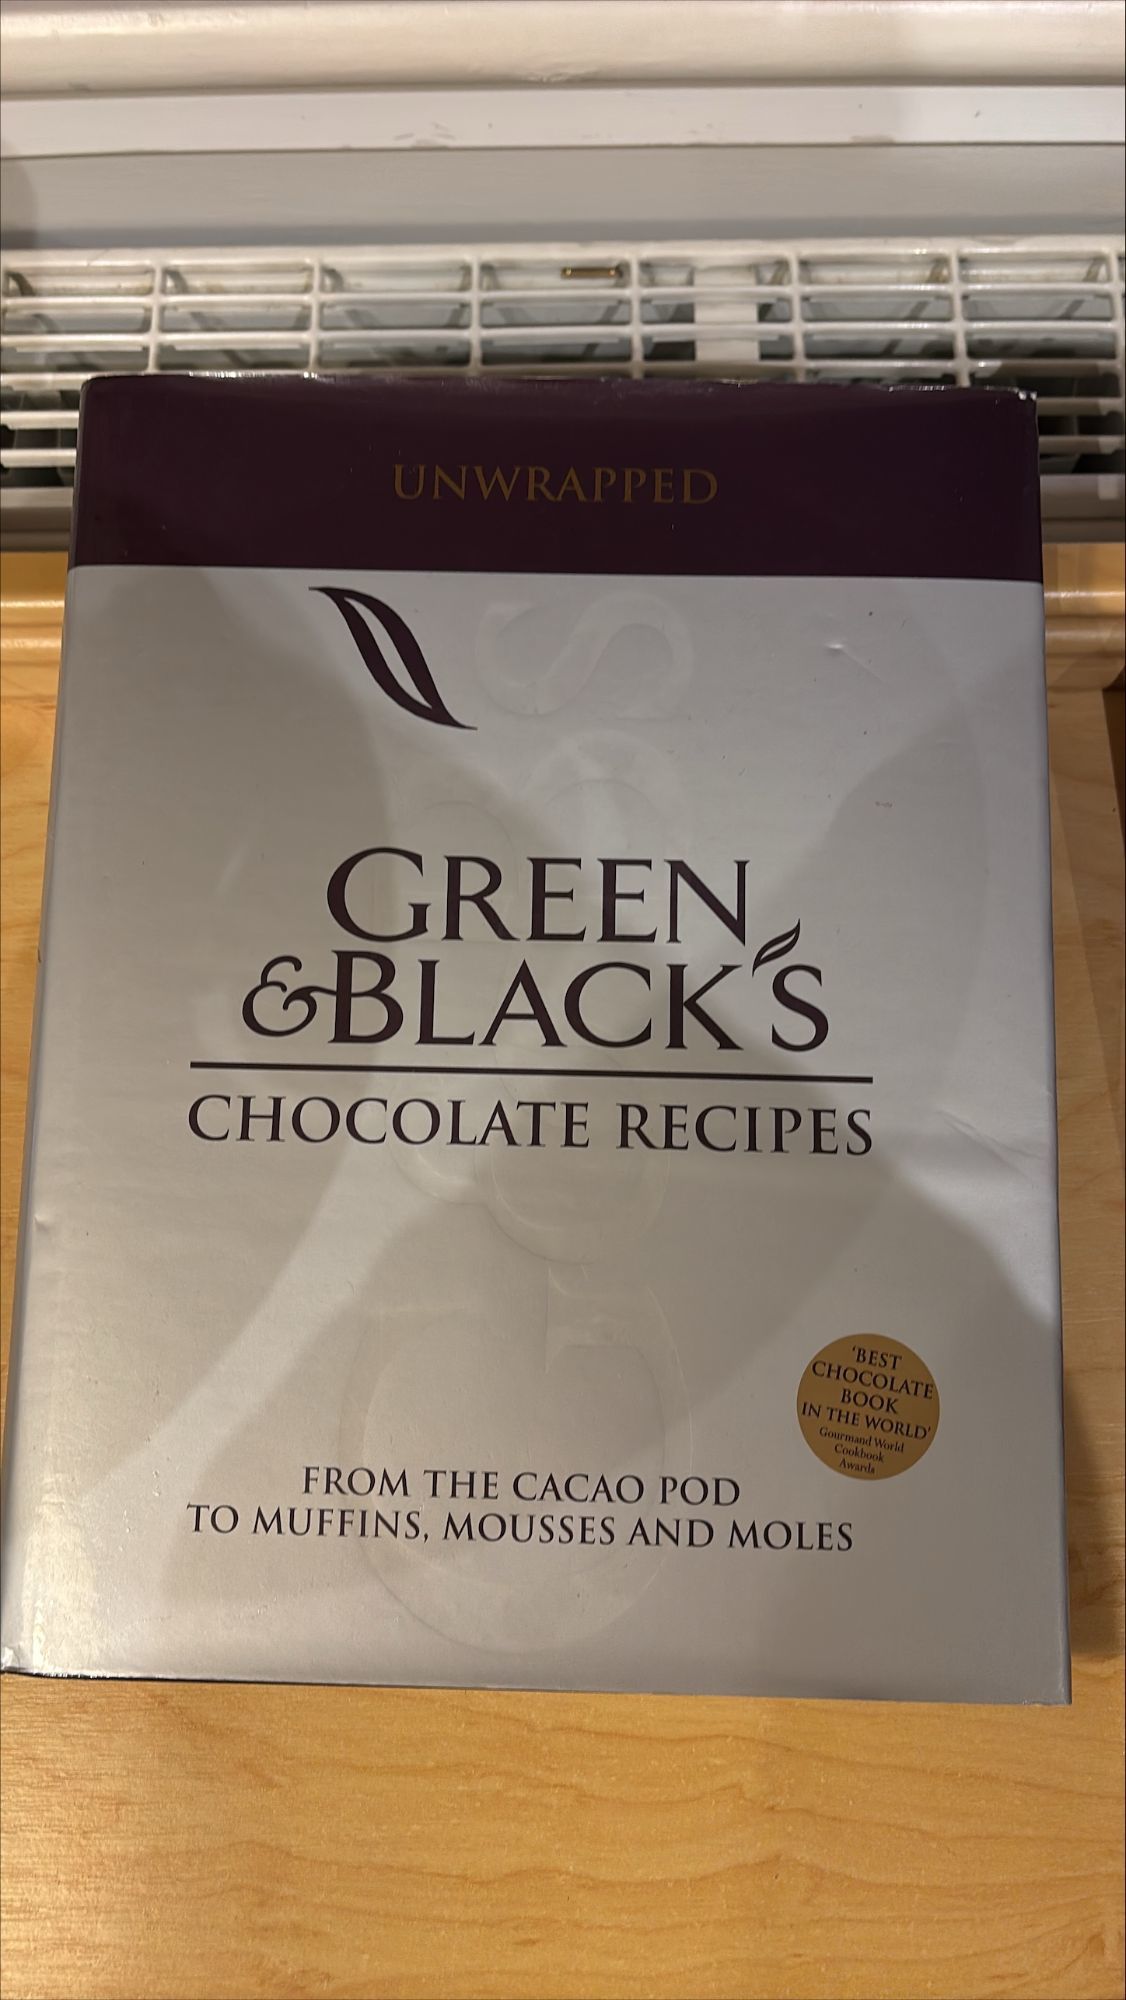 UNWRAPPED
GREEN
&BLACK'S
CHOCOLATE RECIPES
'BEST
CHOCOLATE
BOOK
IN THE WORLD'
Gourmand World
Cookbook
Awards
FROM THE CACAO POD
TO MUFFINS, MOUSSES AND MOLES